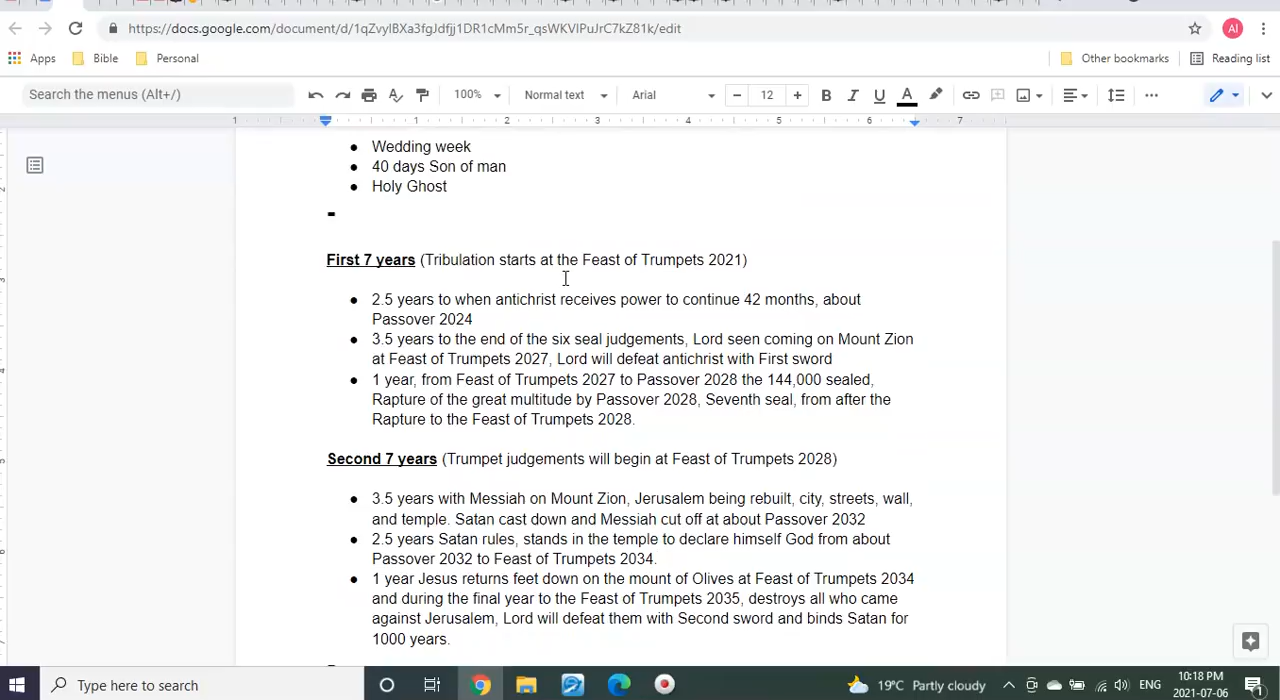 https://docs.google.com/document/d/1qZvylBXa3fgJdfjj1DR1cMm5r_qsWKVlPuJrC7kZ81k/edit
AI
Apps
Bible
Personal
Other bookmarks
Reading list
Search the menus (Alt+/)
100%
Normal text
Arial
12
B I U A
1 1 2 3 4 5 6 7
Wedding week
40 days Son of man
Holy Ghost
-
First 7 years (Tribulation starts at the Feast of Trumpets 2021)
2.5 years to when antichrist receives power to continue 42 months, about
Passover 2024
3.5 years to the end of the six seal judgements, Lord seen coming on Mount Zion
at Feast of Trumpets 2027, Lord will defeat antichrist with First sword
1 year, from Feast of Trumpets 2027 to Passover 2028 the 144,000 sealed,
Rapture of the great multitude by Passover 2028, Seventh seal, from after the
Rapture to the Feast of Trumpets 2028.
Second 7 years (Trumpet judgements will begin at Feast of Trumpets 2028)
3.5 years with Messiah on Mount Zion, Jerusalem being rebuilt, city, streets, wall,
and temple. Satan cast down and Messiah cut off at about Passover 2032
2.5 years Satan rules, stands in the temple to declare himself God from about
Passover 2032 to Feast of Trumpets 2034.
1 year Jesus returns feet down on the mount of Olives at Feast of Trumpets 2034
and during the final year to the Feast of Trumpets 2035, destroys all who came
against Jerusalem, Lord will defeat them with Second sword and binds Satan for
1000 years.
Type here to search
19°C Partly cloudy
ENG
10:18 PM
2021-07-06
1